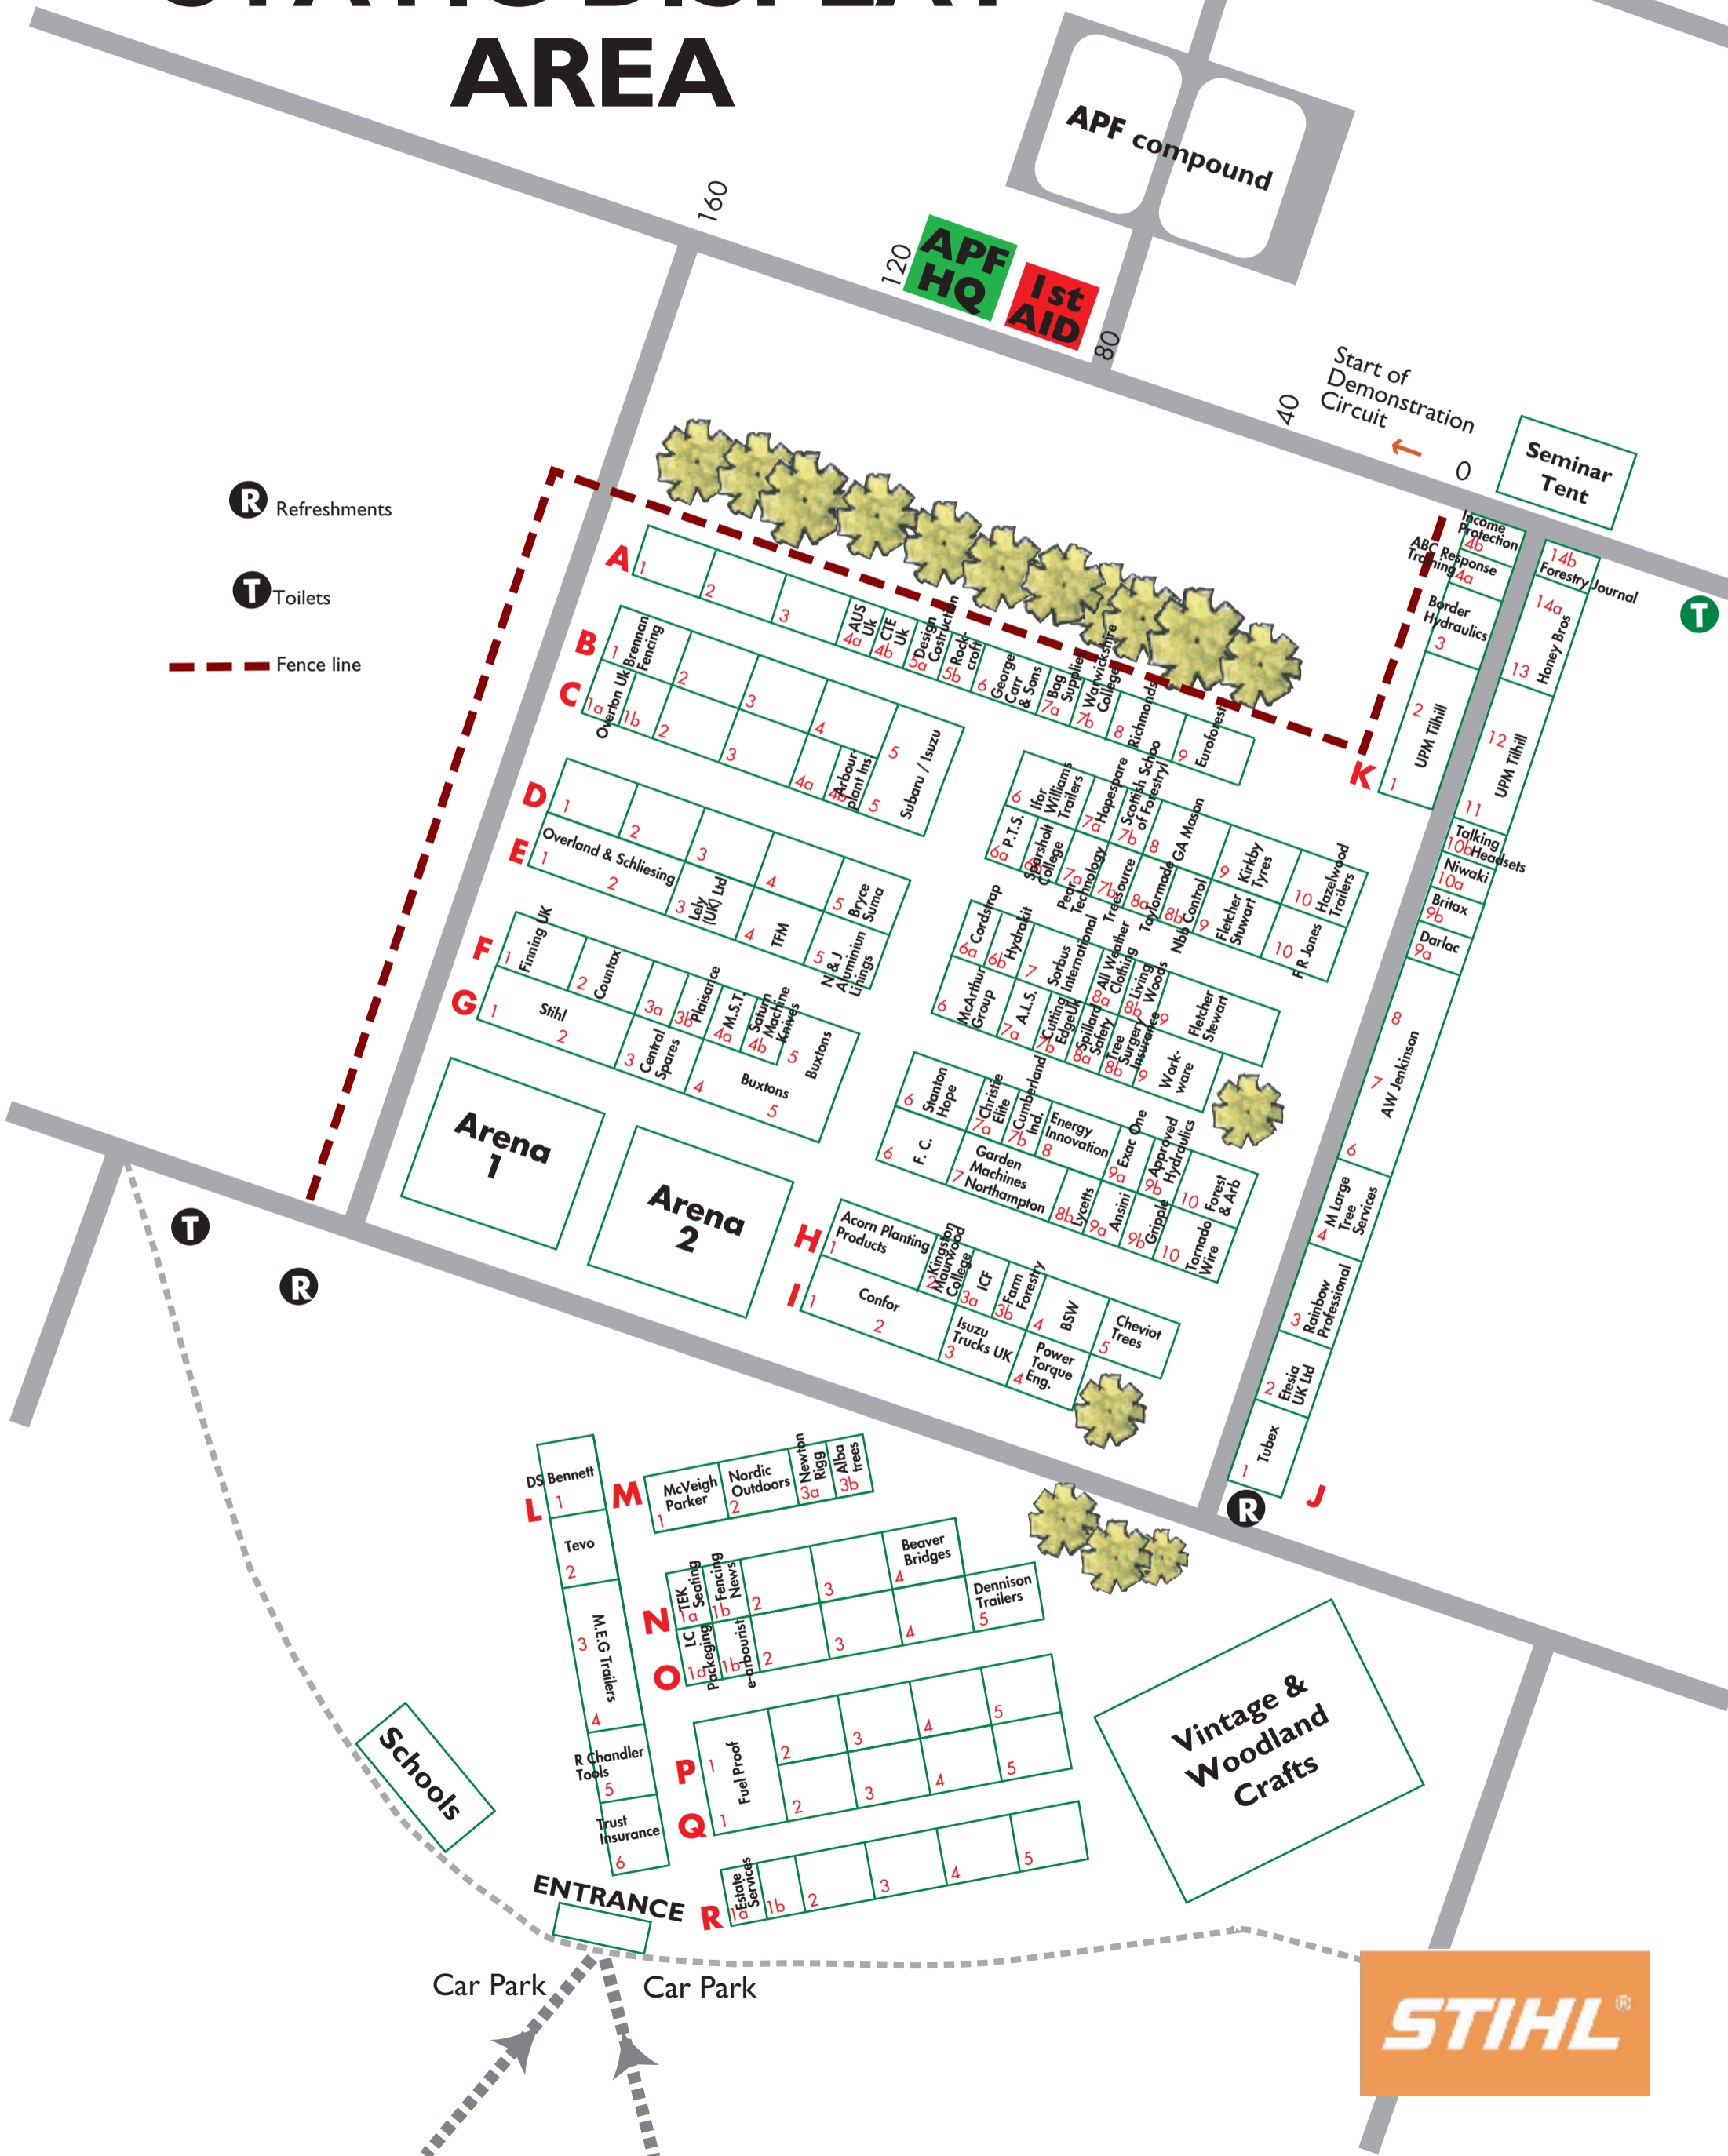 AREA
APF compound
160
120
APF
HQ
1st
AID
80
40
Start of
Demonstration
Circuit
0
Seminar
Tent
R Refreshments
T Toilets
Fence line
T
A
1
2
3
AUS
Uk
4a
CTE
Uk
4b
Design
Costruction
5a
Rock-
croft
5b
6
George
Carr
& Sons
Bag
Supplies
7a
Warwickshire
College
7b
8
Richmonds
9
Euroforest
B
1
Brennan
Fencing
2
3
4
5
Subaru / Isuzu
C
1a
Overton Uk
1b
2
3
4a
Arbour-
plant Ins.
4b
5
6
Ifor
Williams
Trailers
7a
Hopespare
7b
Scottish Schoo
of Forestryl
8
GA Mason
9
Kirkby
Tyres
10
Hazelwood
Trailers
6a
P.T.S.
6b
Sparsholt
College
7a
Pear
Technology
7b
Treesource
8a
Taylormade
8b
Nbb Control
9
Fletcher
Stuwart
10
F R Jones
D
1
2
3
4
5
Bryce
Suma
E
Overland & Schliesing
1
2
3
Lely
(UK) Ltd
4
TFM
5
N & J
Aluminiun
Linings
6a
Cordstrap
6b
Hydrakit
7
Sorbus
International
8a
All Weather
Clothing
8b
Living
Woods
9
Fletcher
Stewart
6
McArthur
Group
7a
A.L.S.
7b
Cutting
EdgeUk
8a
Spillard
Safety
8b
Tree
Surgery
Insurance
9
Work-
ware
F
1
Finning UK
2
Countax
3a
3b
Plaisance
4a
M.S.T.
4b
Saturn
Machine
Knives
5
Buxtons
G
1
Stihl
2
3
Central
Spares
4
Buxtons
5
6
Stanton
Hope
7a
Christie
Elite
7b
Cumberland
Ind.
Energy
Innovation
8
9a
Exac One
9b
Approved
Hydraulics
10
Forest
& Arb
6
F. C.
7
Garden
Machines
Northampton
8b
Lycetts
9a
Ansini
9b
Gripple
10
Tornado
Wire
Arena
1
Arena
2
T
R
H
Acorn Planting
Products
1
2
Kingston
Maurwood
College
3a
ICF
3b
Farm
Forestry
4
BSW
5
Cheviot
Trees
I
1
Confor
2
Isuzu
Trucks UK
3
Power
Torque
Eng.
4
K
Income
Protection
4b
ABC Response
Training
4a
Border
Hydraulics
3
2
UPM Tilhill
1
14b
Forestry Journal
14a
Honey Bros
13
12
UPM Tilhill
11
Talking
Headsets
10b
Niwaki
10a
Britax
9b
Darlac
9a
8
AW Jenkinson
7
6
M Large
Tree
Services
4
Rainbow
Professional
3
2
Etesia
UK Ltd
1
Tubex
R
J
L
DS Bennett
1
Tevo
2
3
M.E.G Trailers
4
R Chandler
Tools
5
Trust
Insurance
6
M
McVeigh
Parker
1
Nordic
Outdoors
2
Newton
Rigg
3a
Alba
trees
3b
N
TEK
Seating
1a
Fencing
News
1b
2
3
Beaver
Bridges
4
O
LC
Packeging
1a
e-arbourist
1b
2
3
4
Dennison
Trailers
5
P
1
Fuel Proof
2
3
4
5
Q
1
2
3
4
5
R
Estate
Services
1a
1b
2
3
4
5
Vintage &
Woodland
Crafts
Schools
ENTRANCE
Car Park
Car Park
STIHL®